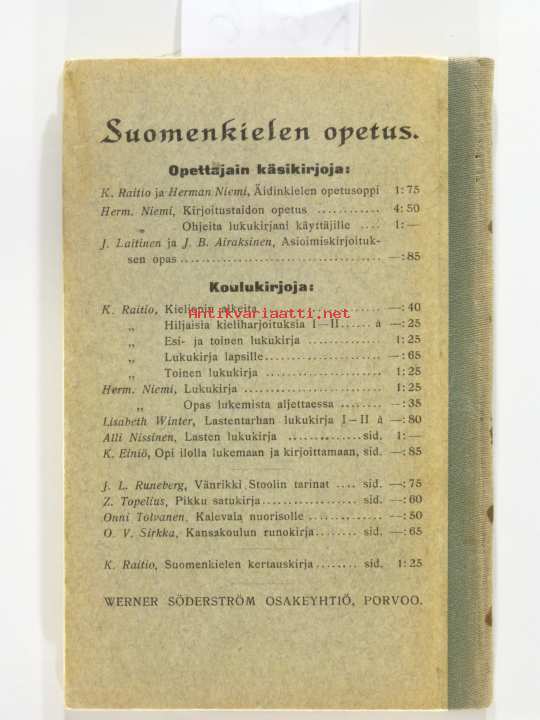 Suomenkielen opetus.
Opettajain käsikirjoja:
K. Raitio ja Herman Niemi, Äidinkielen opetusoppi 1:75
Herm. Niemi, Kirjoitustaidon opetus ............ 4:50
„ Ohjeita lukukirjani käyttäjille .... 1:—
J. Laitinen ja J. B. Airaksinen, Asioimiskirjoituk-
sen opas .................................... —:85
Koulukirjoja:
K. Raitio, Kieliopin alkeita .................. —:40
Antikvariaatti.net
„ Hiljaisia kieliharjoituksia I—II...... à —:25
„ Esi- ja toinen lukukirja ............ 1:25
„ Lukukirja lapsille.................. —:65
„ Toinen lukukirja .................. 1:25
Herm. Niemi, Lukukirja ...................... 1:25
„ Opas lukemista aljettaessa ........ —:35
Lisabeth Winter, Lastentarhan lukukirja I—II à —:80
Alli Nissinen, Lasten lukukirja .............. sid. 1:—
K. Einiö, Opi ilolla lukemaan ja kirjoittamaan, sid. —:85
J. L. Runeberg, Vänrikki Stoolin tarinat .... sid. —:75
Z. Topelius, Pikku satukirja ................ sid. —:60
Onni Tolvanen, Kalevala nuorisolle .............. —:50
O. V. Sirkka, Kansakoulun runokirja........ sid. —:65
K. Raitio, Suomenkielen kertauskirja........ sid. 1:25
WERNER SÖDERSTRÖM OSAKEYHTIÖ, PORVOO.